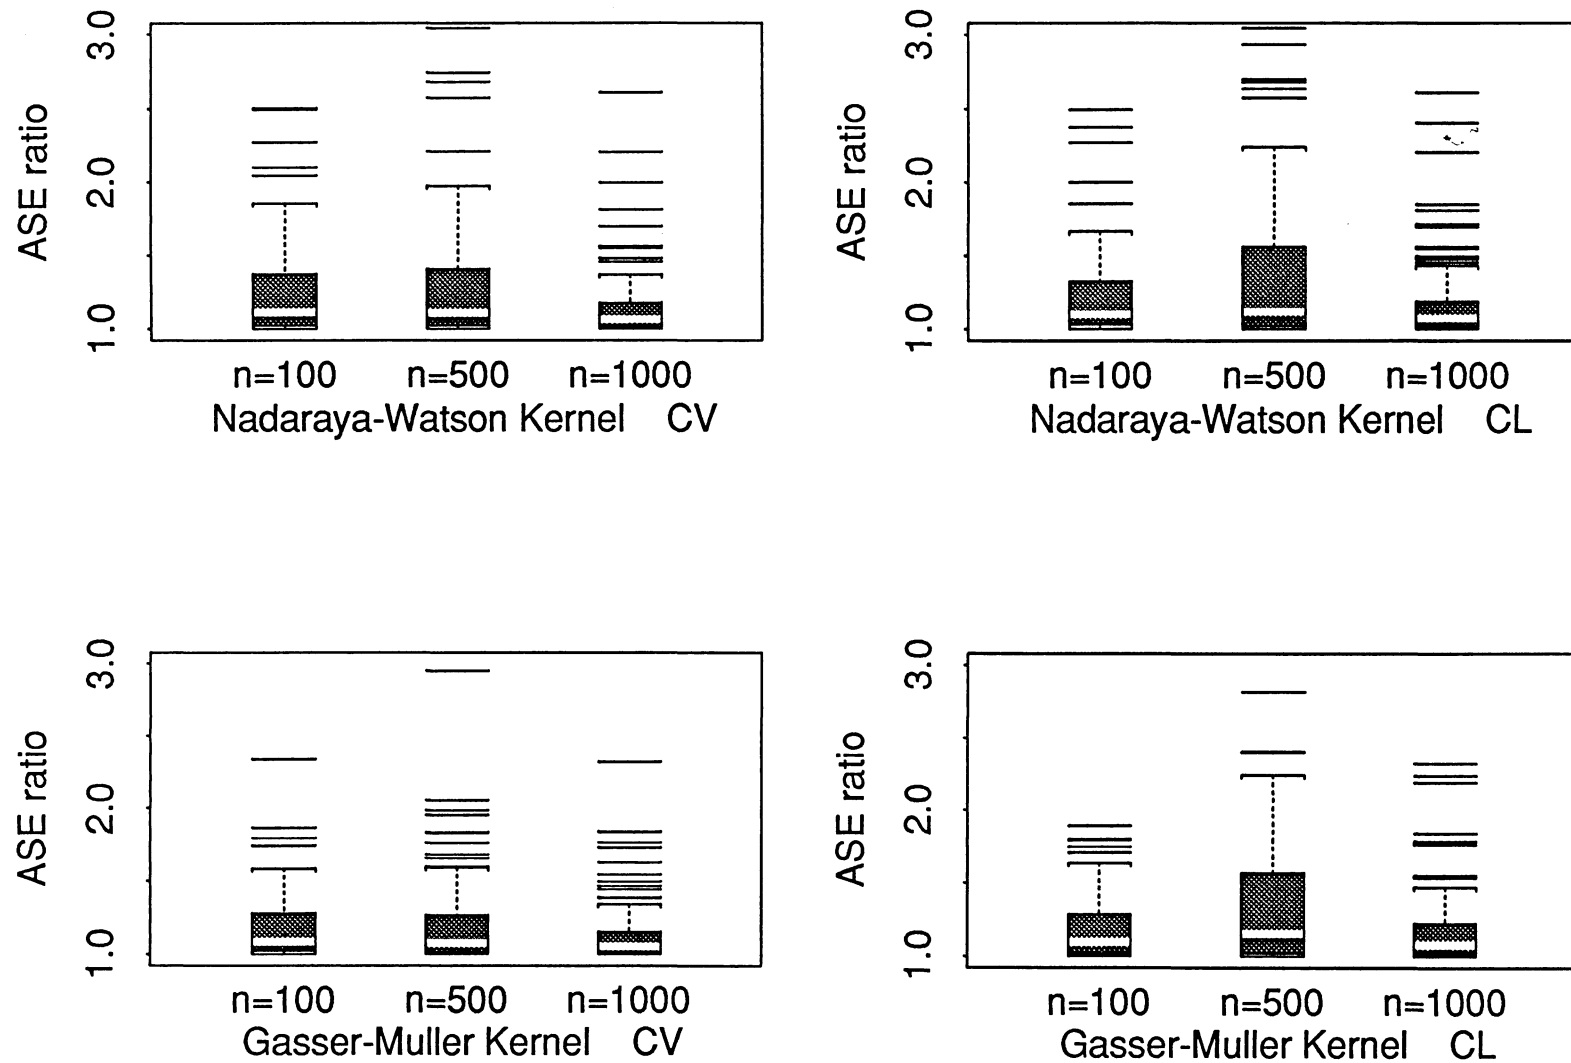 ASE ratio
3.0
2.0
1.0
n=100 n=500 n=1000
Nadaraya-Watson Kernel CV
ASE ratio
3.0
2.0
1.0
n=100 n=500 n=1000
Nadaraya-Watson Kernel CL
ASE ratio
3.0
2.0
1.0
n=100 n=500 n=1000
Gasser-Muller Kernel CV
ASE ratio
3.0
2.0
1.0
n=100 n=500 n=1000
Gasser-Muller Kernel CL